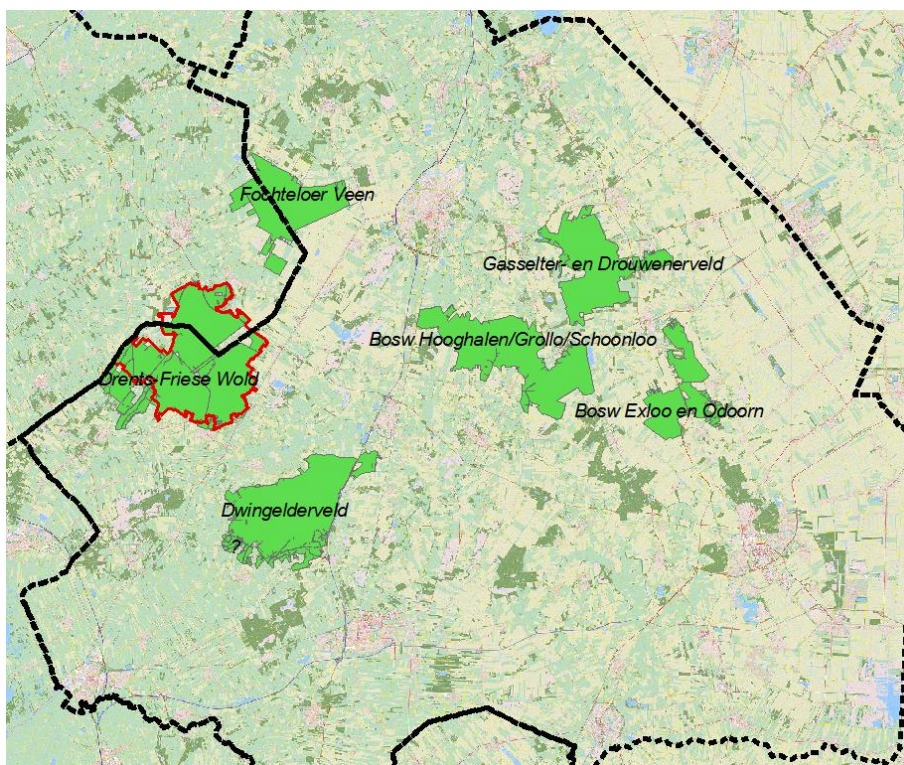 Fochteloer Veen
Gasselter- en Drouwenerveld
Bosw Hooghalen/Grollo/Schoonloo
Drents-Friese Wold
Bosw Exloo en Odoorn
Dwingelderveld
?